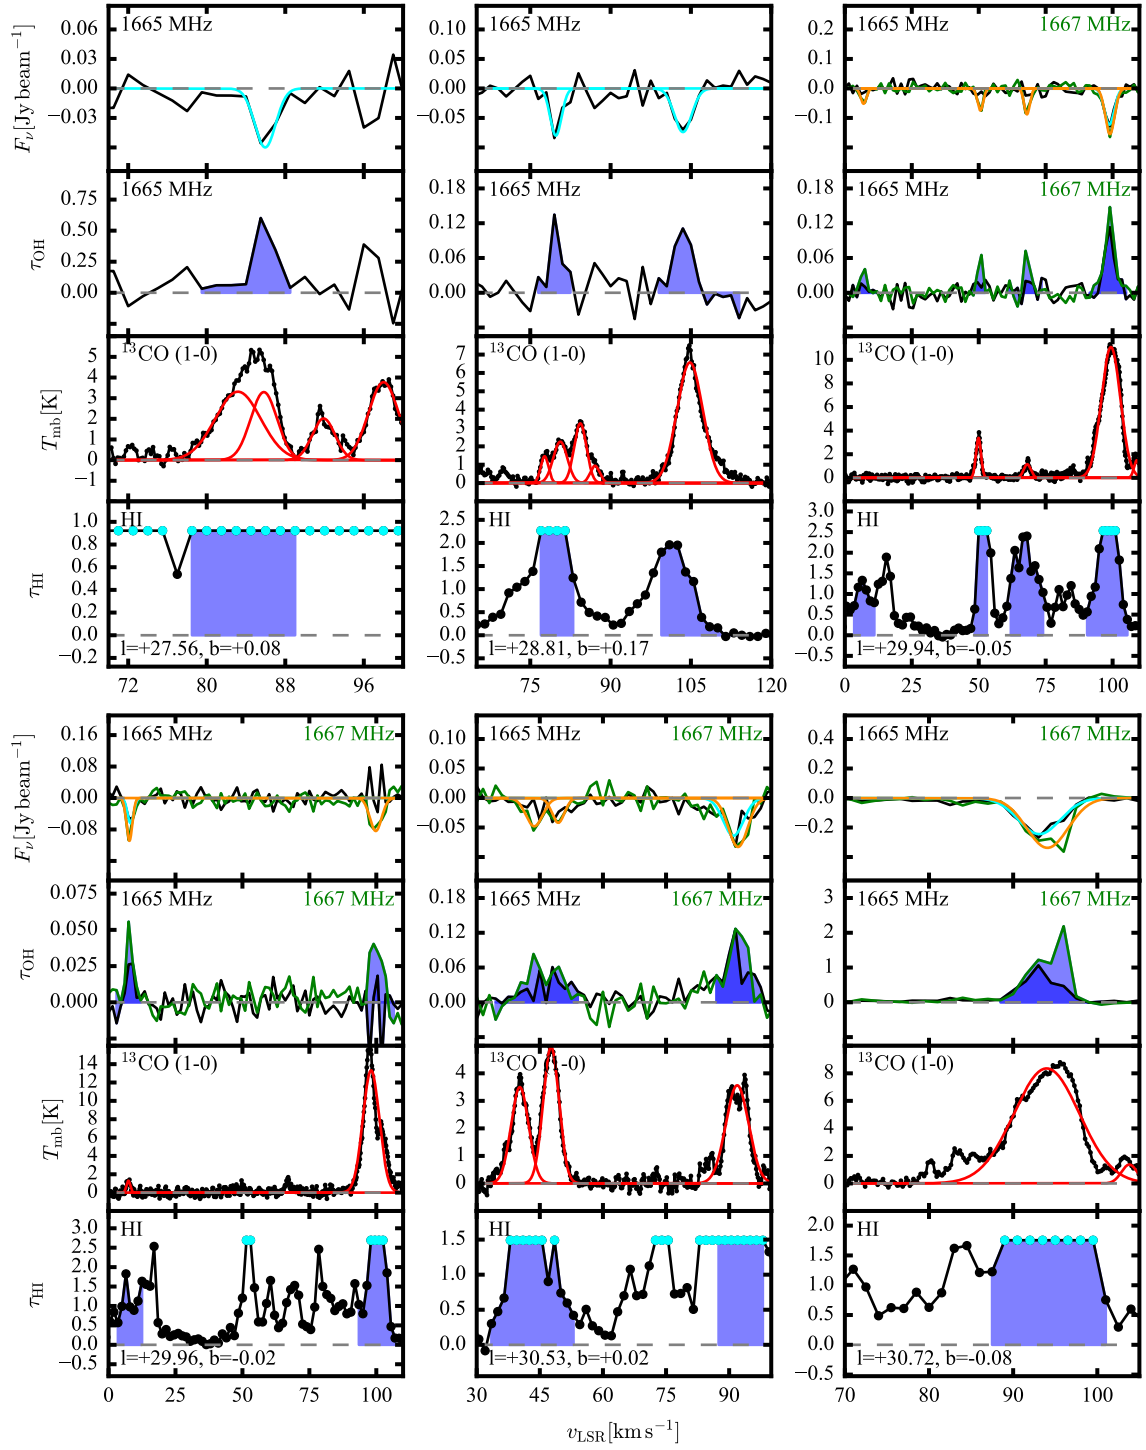 F_ν[Jy beam⁻¹]
0.06
0.03
0.00
−0.03
1665 MHz
0.10
0.05
0.00
−0.05
1665 MHz
0.2
0.1
0.0
−0.1
1665 MHz 1667 MHz
τ_OH
0.75
0.50
0.25
0.00
1665 MHz
0.18
0.12
0.06
0.00
1665 MHz
0.18
0.12
0.06
0.00
1665 MHz 1667 MHz
T_mb[K]
5
4
3
2
1
0
−1
¹³CO (1-0)
7
6
5
4
3
2
1
0
¹³CO (1-0)
10
8
6
4
2
0
¹³CO (1-0)
τ_HI
1.0
0.8
0.6
0.4
0.2
0.0
−0.2
HI
l=+27.56, b=+0.08
72 80 88 96
2.5
2.0
1.5
1.0
0.5
0.0
−0.5
HI
l=+28.81, b=+0.17
75 90 105 120
3.0
2.5
2.0
1.5
1.0
0.5
0.0
−0.5
HI
l=+29.94, b=-0.05
0 25 50 75 100
F_ν[Jy beam⁻¹]
0.16
0.08
0.00
−0.08
1665 MHz 1667 MHz
0.10
0.05
0.00
−0.05
1665 MHz 1667 MHz
0.4
0.2
0.0
−0.2
1665 MHz 1667 MHz
τ_OH
0.075
0.050
0.025
0.000
1665 MHz 1667 MHz
0.18
0.12
0.06
0.00
1665 MHz 1667 MHz
3
2
1
0
1665 MHz 1667 MHz
T_mb[K]
14
12
10
8
6
4
2
0
¹³CO (1-0)
4
3
2
1
0
¹³CO (1-0)
8
6
4
2
0
¹³CO (1-0)
τ_HI
3.0
2.5
2.0
1.5
1.0
0.5
0.0
−0.5
HI
l=+29.96, b=-0.02
0 25 50 75 100
1.5
1.0
0.5
0.0
HI
l=+30.53, b=+0.02
30 45 60 75 90
2.0
1.5
1.0
0.5
0.0
−0.5
HI
l=+30.72, b=-0.08
70 80 90 100
v_LSR[km s⁻¹]